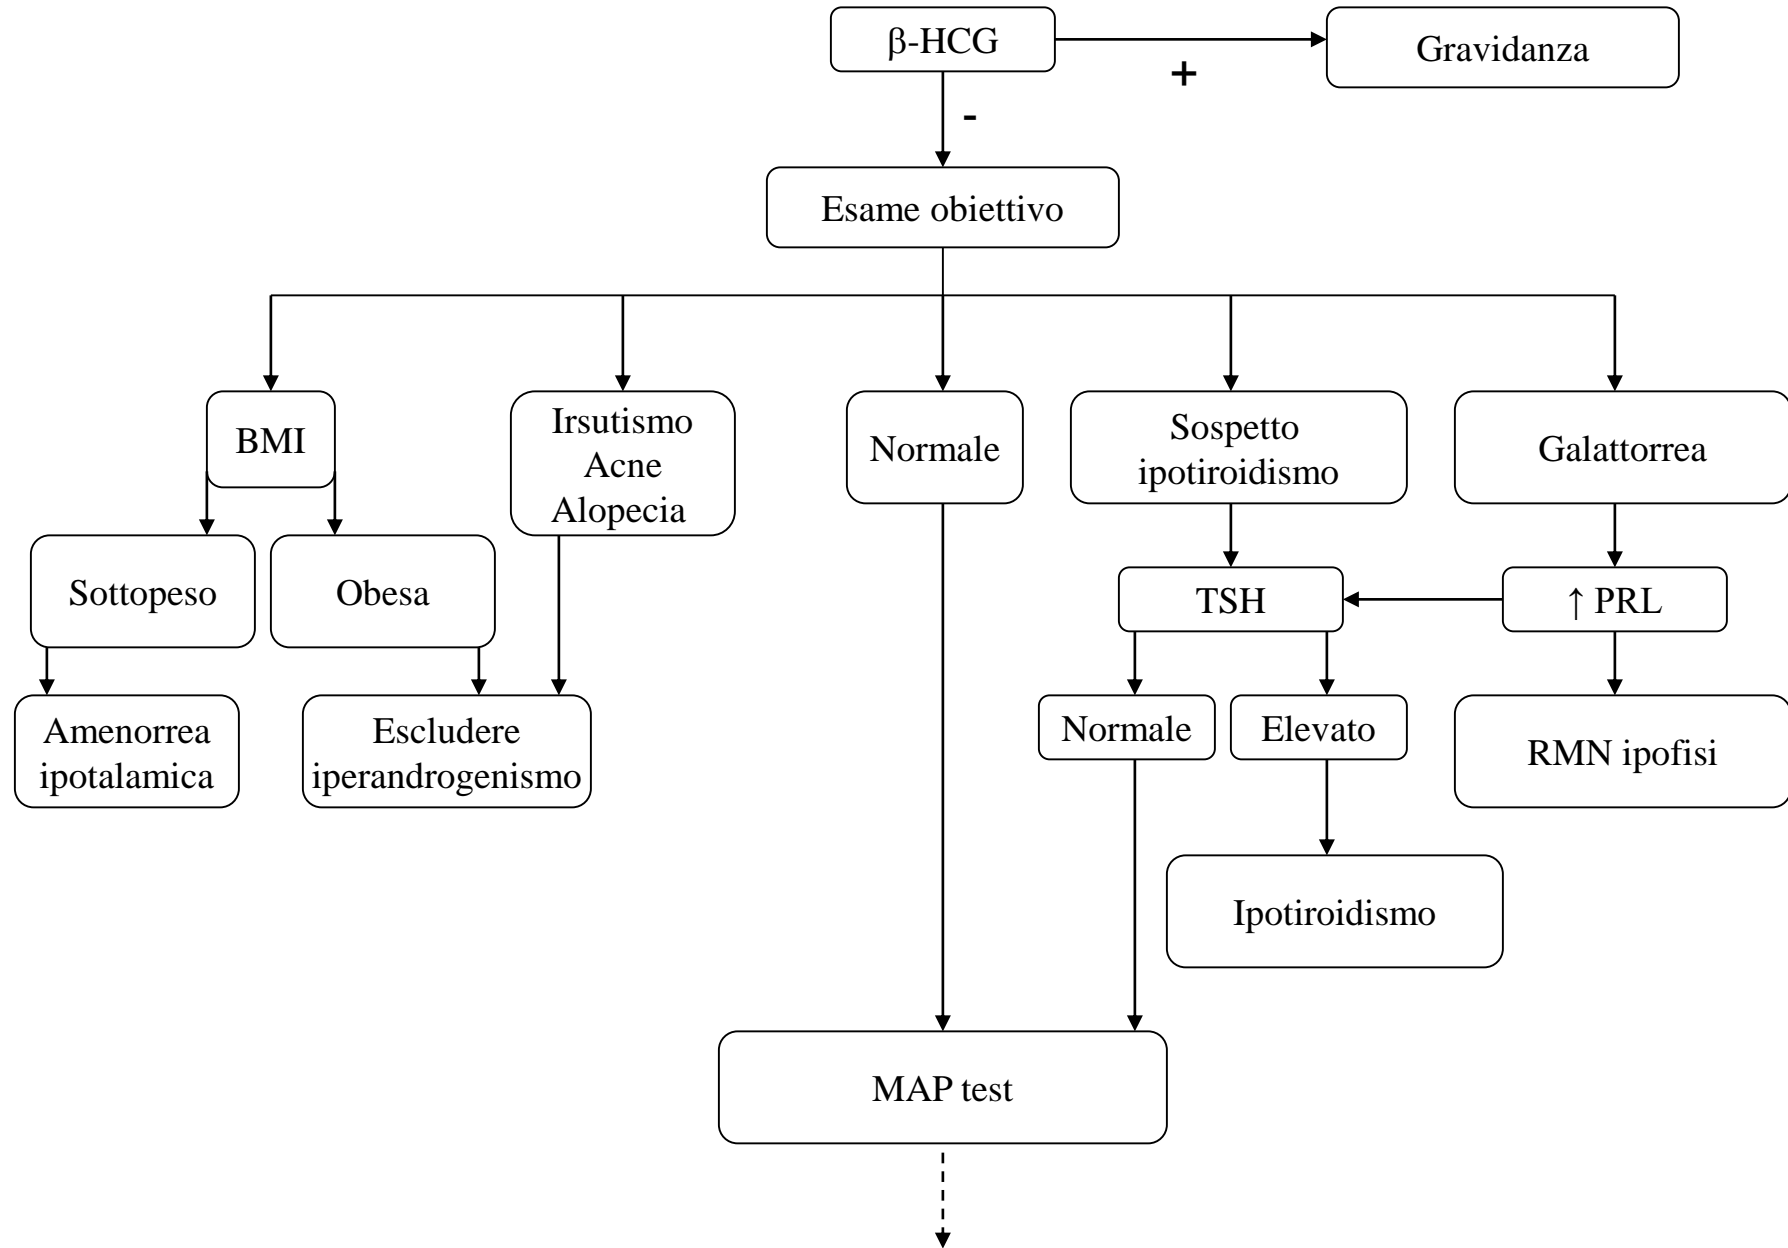 β-HCG
Gravidanza
+
-
Esame obiettivo
BMI
Irsutismo
Acne
Alopecia
Normale
Sospetto
ipotiroidismo
Galattorrea
Sottopeso
Obesa
TSH
↑ PRL
Amenorrea
ipotalamica
Escludere
iperandrogenismo
Normale
Elevato
RMN ipofisi
Ipotiroidismo
MAP test